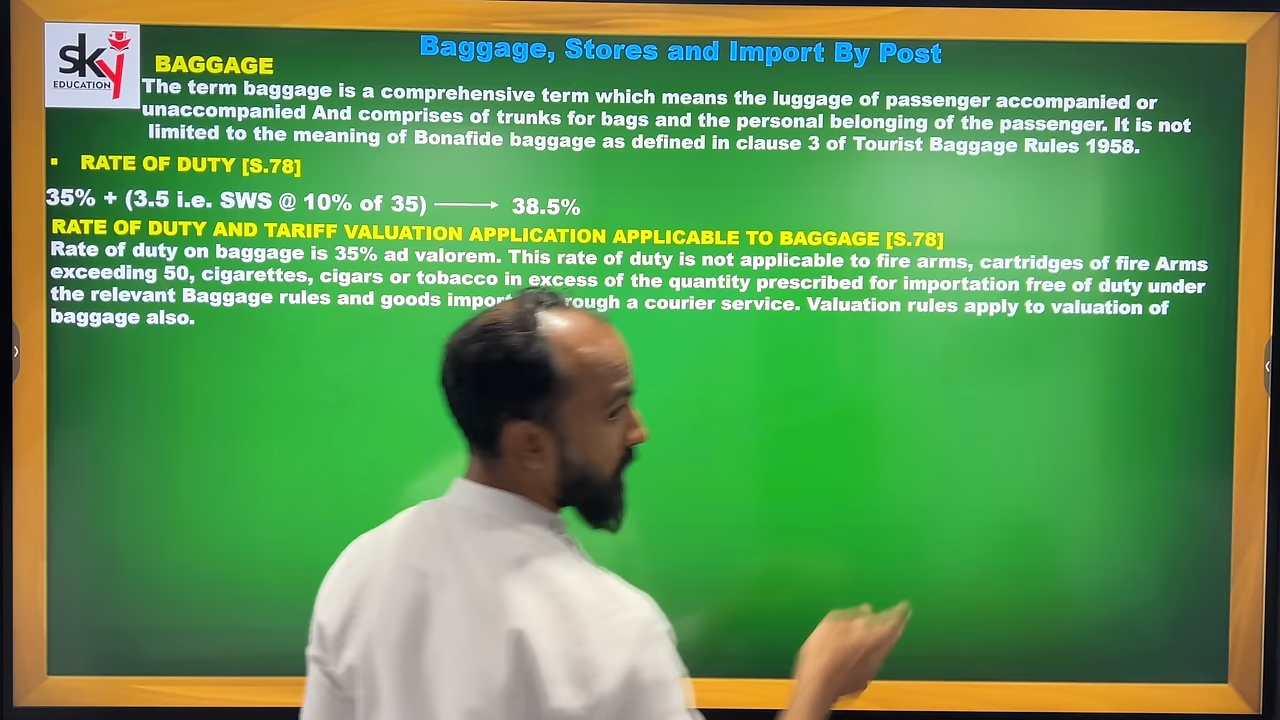 sky
EDUCATION
Baggage, Stores and Import By Post
BAGGAGE
The term baggage is a comprehensive term which means the luggage of passenger accompanied or
unaccompanied And comprises of trunks for bags and the personal belonging of the passenger. It is not
limited to the meaning of Bonafide baggage as defined in clause 3 of Tourist Baggage Rules 1958.
▪ RATE OF DUTY [S.78]
35% + (3.5 i.e. SWS @ 10% of 35) ⟶ 38.5%
RATE OF DUTY AND TARIFF VALUATION APPLICATION APPLICABLE TO BAGGAGE [S.78]
Rate of duty on baggage is 35% ad valorem. This rate of duty is not applicable to fire arms, cartridges of fire Arms
exceeding 50, cigarettes, cigars or tobacco in excess of the quantity prescribed for importation free of duty under
the relevant Baggage rules and goods a courier service. Valuation rules apply to valuation of
baggage also.